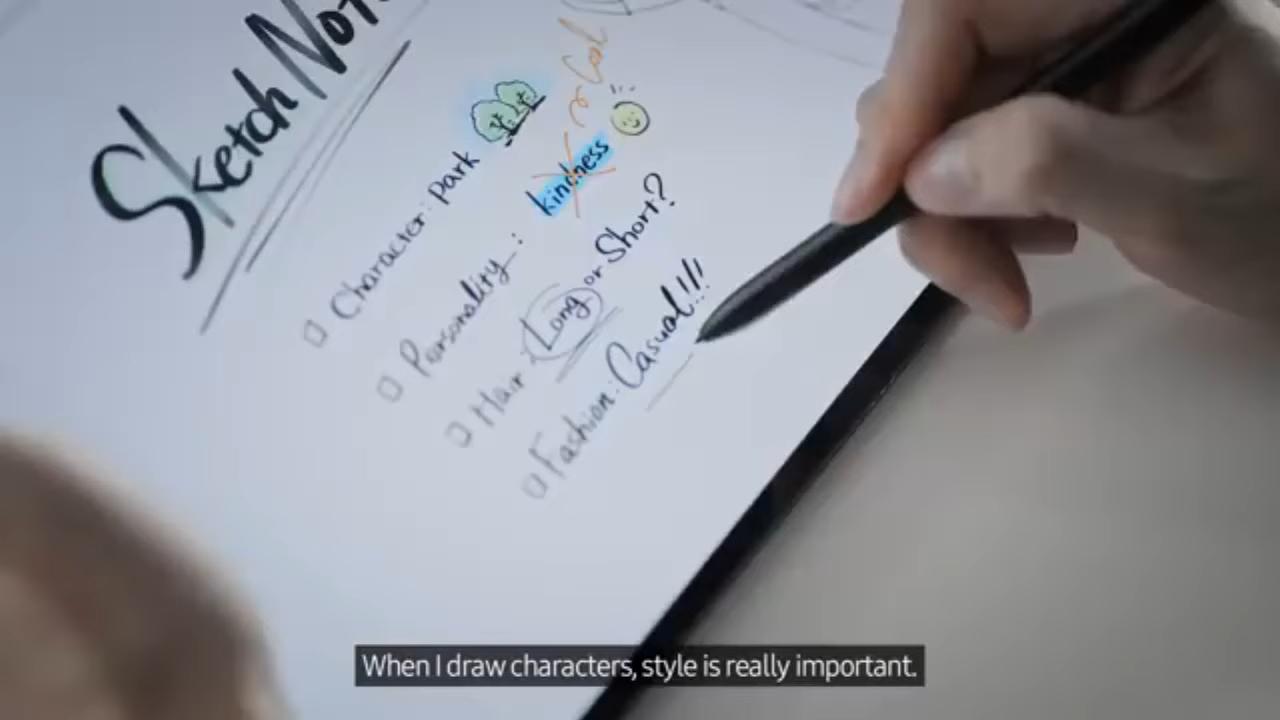 Sketch Not
Character: park
Personality: kindness Cool
Hair: Long or Short?
Fashion: Casual!!!
When I draw characters, style is really important.